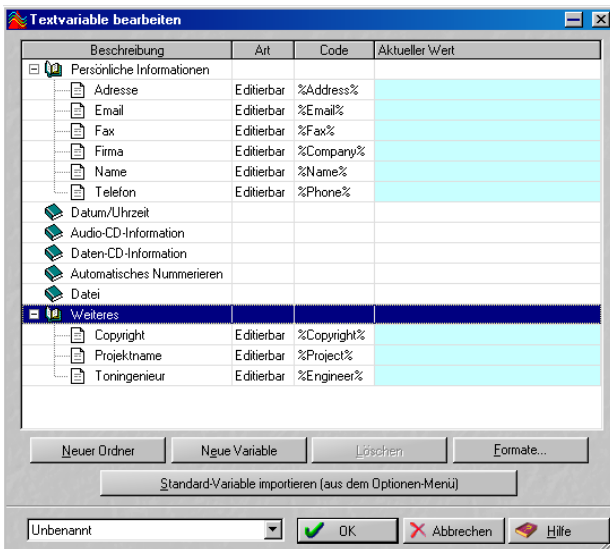 Textvariable bearbeiten
Beschreibung Art Code Aktueller Wert
Persönliche Informationen
Adresse Editierbar %Address%
Email Editierbar %Email%
Fax Editierbar %Fax%
Firma Editierbar %Company%
Name Editierbar %Name%
Telefon Editierbar %Phone%
Datum/Uhrzeit
Audio-CD-Information
Daten-CD-Information
Automatisches Nummerieren
Datei
Weiteres
Copyright Editierbar %Copyright%
Projektname Editierbar %Project%
Toningenieur Editierbar %Engineer%
Neuer Ordner Neue Variable Löschen Formate...
Standard-Variable importieren (aus dem Optionen-Menü)
Unbenannt OK Abbrechen Hilfe